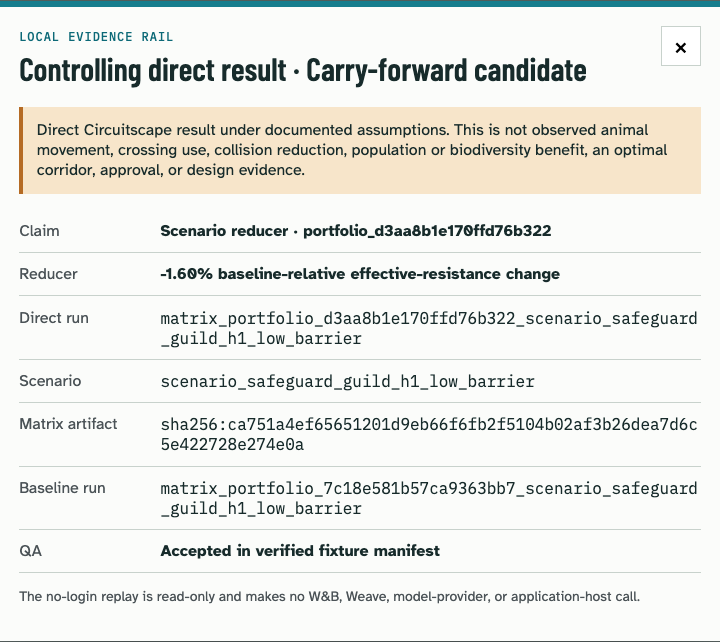 LOCAL EVIDENCE RAIL
Controlling direct result · Carry-forward candidate
×
Direct Circuitscape result under documented assumptions. This is not observed animal
movement, crossing use, collision reduction, population or biodiversity benefit, an optimal
corridor, approval, or design evidence.
Claim Scenario reducer · portfolio_d3aa8b1e170ffd76b322
Reducer -1.60% baseline-relative effective-resistance change
Direct run matrix_portfolio_d3aa8b1e170ffd76b322_scenario_safeguard
_guild_h1_low_barrier
Scenario scenario_safeguard_guild_h1_low_barrier
Matrix artifact sha256:ca751a4ef65651201d9eb66f6fb2f5104b02af3b26dea7d6c
5e422728e274e0a
Baseline run matrix_portfolio_7c18e581b57ca9363bb7_scenario_safeguard
_guild_h1_low_barrier
QA Accepted in verified fixture manifest
The no-login replay is read-only and makes no W&B, Weave, model-provider, or application-host call.